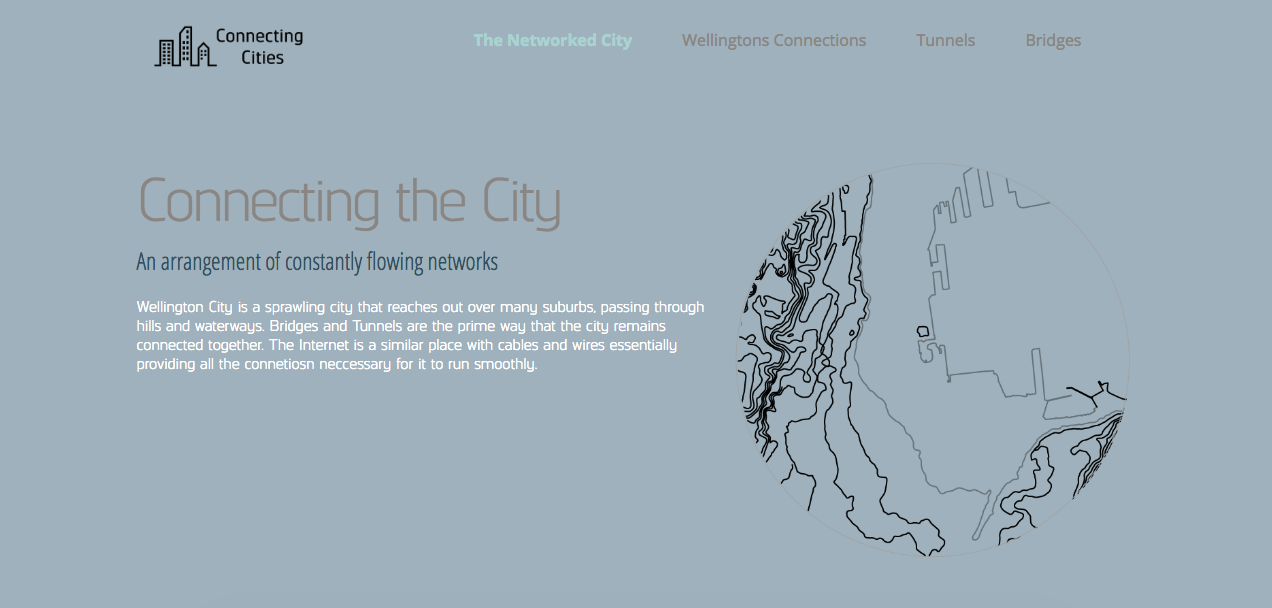 Connecting
Cities
The Networked City
Wellingtons Connections
Tunnels
Bridges
Connecting the City
An arrangement of constantly flowing networks
Wellington City is a sprawling city that reaches out over many suburbs, passing through
hills and waterways. Bridges and Tunnels are the prime way that the city remains
connected together. The Internet is a similar place with cables and wires essentially
providing all the connetiosn neccessary for it to run smoothly.